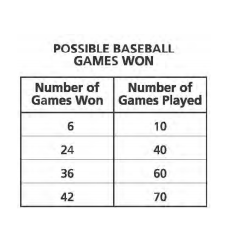 POSSIBLE BASEBALL
GAMES WON
Number of Games Won Number of Games Played
6 10
24 40
36 60
42 70